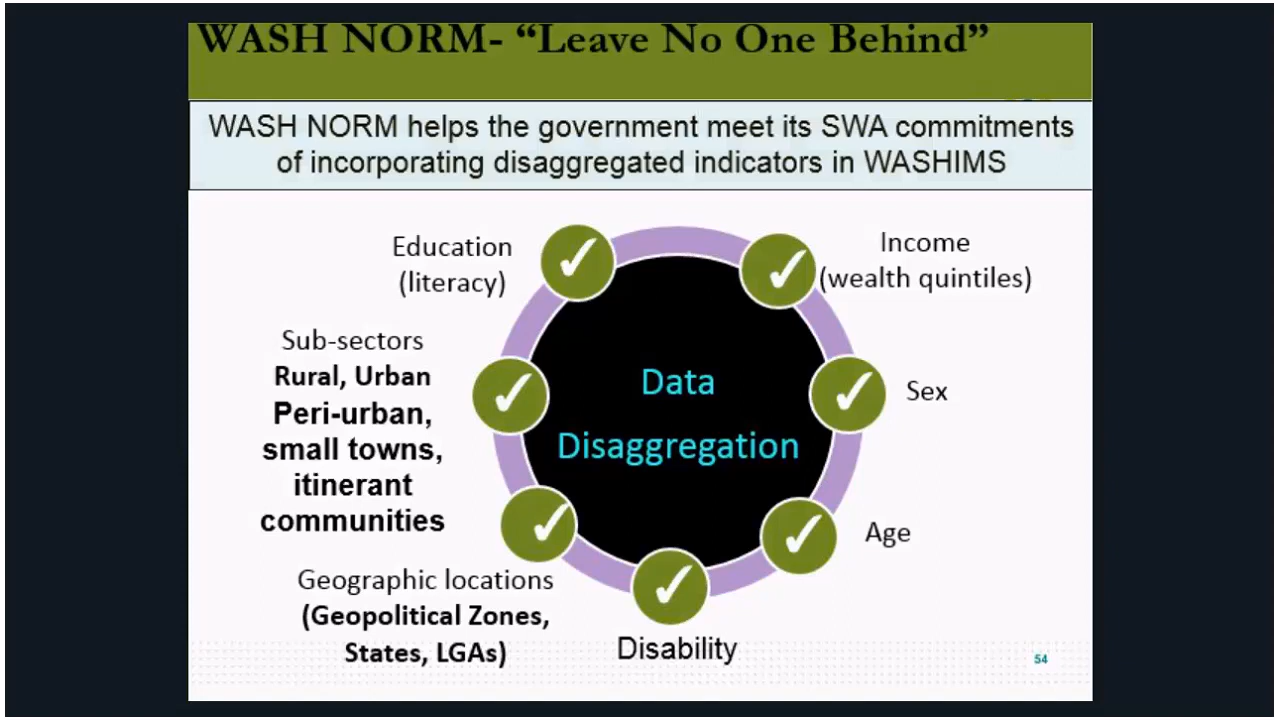 WASH NORM- “Leave No One Behind”
WASH NORM helps the government meet its SWA commitments
of incorporating disaggregated indicators in WASHIMS
Education
(literacy)
Income
(wealth quintiles)
Sub-sectors
Rural, Urban
Peri-urban,
small towns,
itinerant
communities
Data
Disaggregation
Sex
Age
Geographic locations
(Geopolitical Zones,
States, LGAs)
Disability
54